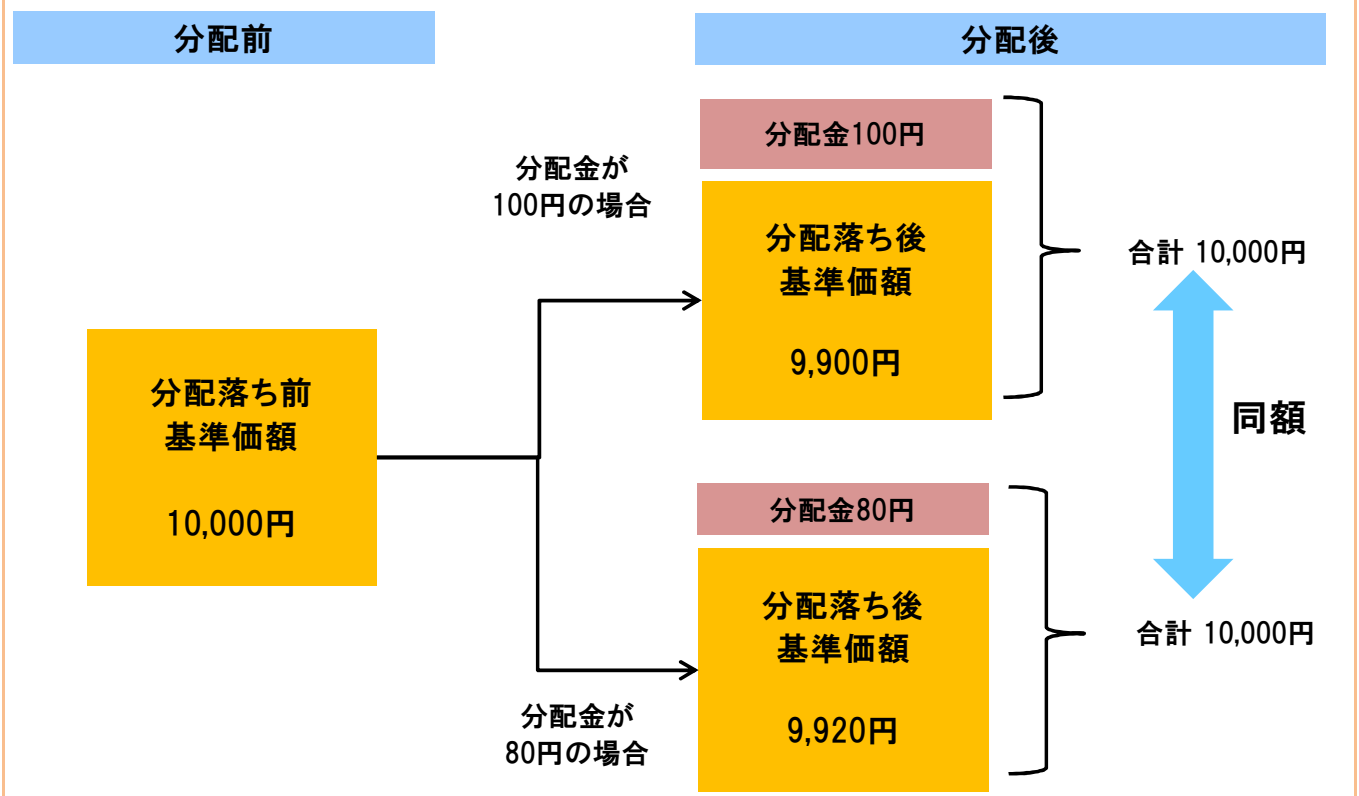 分配前
分配後
分配落ち前
基準価額
10,000円
分配金が
100円の場合
分配金100円
分配落ち後
基準価額
9,900円
合計 10,000円
同額
分配金が
80円の場合
分配金80円
分配落ち後
基準価額
9,920円
合計 10,000円